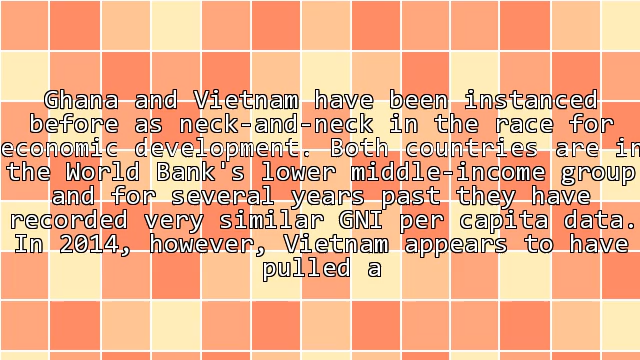 Ghana and Vietnam have been instanced
before as neck-and-neck in the race for
economic development. Both countries are in
the World Bank's lower middle-income group
and for several years past they have
recorded very similar GNI per capita data.
In 2014, however, Vietnam appears to have
pulled a